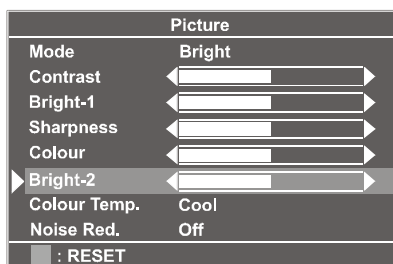 Picture
Mode Bright
Contrast
Bright-1
Sharpness
Colour
Bright-2
Colour Temp. Cool
Noise Red. Off
: RESET